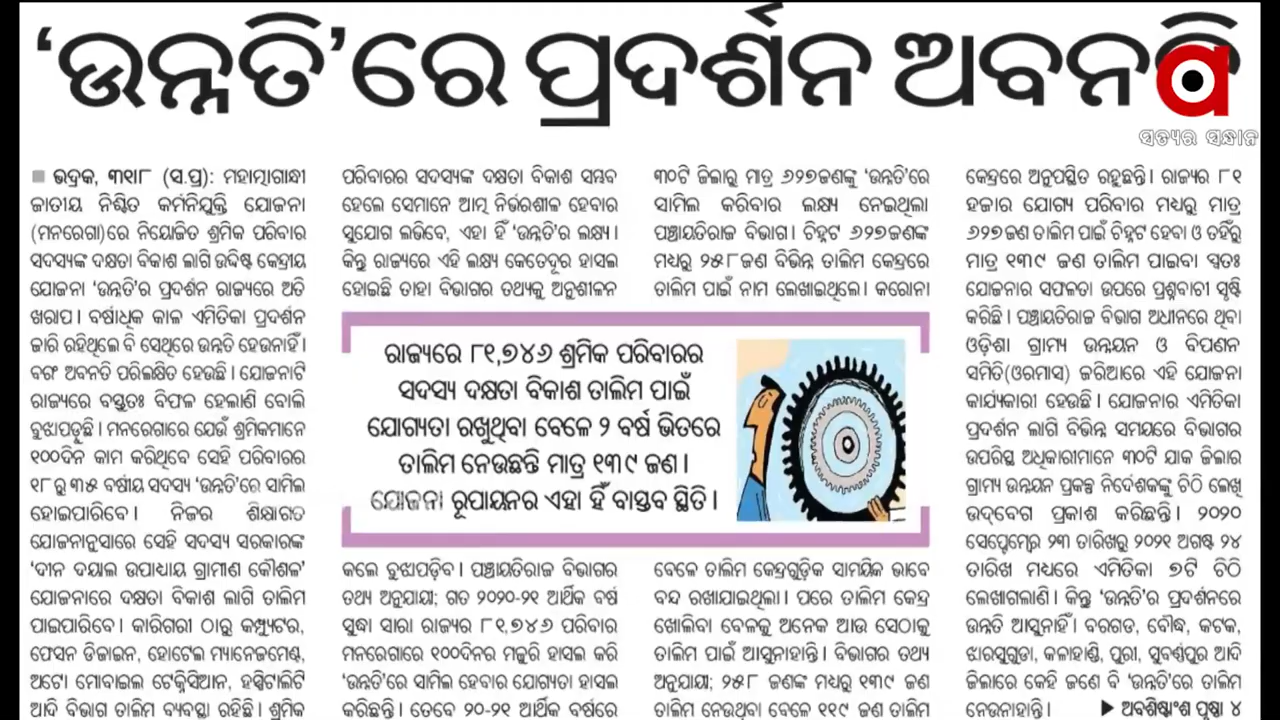 ‘ଉନ୍ନତି’ରେ ପ୍ରଦର୍ଶନ ଅବନତି
ସତ୍ୟର ସନ୍ଧାନ
ଭଦ୍ରକ, ୩୧।୮ (ସ.ପ୍ର): ମହାତ୍ମାଗାନ୍ଧୀ
ଜାତୀୟ ନିଶ୍ଚିତ କର୍ମନିଯୁକ୍ତି ଯୋଜନା
(ମନରେଗା)ରେ ନିୟୋଜିତ ଶ୍ରମିକ ପରିବାର
ସଦସ୍ୟଙ୍କ ଦକ୍ଷତା ବିକାଶ ଲାଗି ଉଦ୍ଦିଷ୍ଟ କେନ୍ଦ୍ରୀୟ
ଯୋଜନା ‘ଉନ୍ନତି’ର ପ୍ରଦର୍ଶନ ରାଜ୍ୟରେ ଅତି
ଖରାପ। ବର୍ଷାଧିକ କାଳ ଏମିତିକା ପ୍ରଦର୍ଶନ
ଜାରି ରହିଥିଲେ ବି ସେଥିରେ ଉନ୍ନତି ହେଉନାହିଁ।
ବରଂ ଅବନତି ପରିଲକ୍ଷିତ ହେଉଛି। ଯୋଜନାଟି
ରାଜ୍ୟରେ ବସ୍ତୁତଃ ବିଫଳ ହେଲାଣି ବୋଲି
ବୁଝାପଡ଼ୁଛି। ମନରେଗାରେ ଯେଉଁ ଶ୍ରମିକମାନେ
୧୦୦ଦିନ କାମ କରିଥିବେ ସେହି ପରିବାରର
୧୮ରୁ ୩୫ ବର୍ଷୀୟ ସଦସ୍ୟ ‘ଉନ୍ନତି’ରେ ସାମିଲ
ହୋଇପାରିବେ। ନିଜର ଶିକ୍ଷାଗତ
ଯୋଜନାନୁସାରେ ସେହି ସଦସ୍ୟ ସରକାରଙ୍କ
‘ଦୀନ ଦୟାଲ ଉପାଧ୍ୟାୟ ଗ୍ରାମୀଣ କୌଶଳ’
ଯୋଜନାରେ ଦକ୍ଷତା ବିକାଶ ଲାଗି ତାଲିମ
ପାଇପାରିବେ। କାରିଗରୀ ଠାରୁ କମ୍ପ୍ୟୁଟର,
ଫେସନ ଡିଜାଇନ, ହୋଟେଲ ମ୍ୟାନେଜମେଣ୍ଟ,
ଅଟୋ ମୋବାଇଲ ଟେକ୍ନିସିଆନ, ହସ୍ପିଟାଲିଟି
ଆଦି ବିଭାଗ ତାଲିମ ବ୍ୟବସ୍ଥା ରହିଛି। ଶ୍ରମିକ
ପରିବାରର ସଦସ୍ୟଙ୍କ ଦକ୍ଷତା ବିକାଶ ସମ୍ଭବ
ହେଲେ ସେମାନେ ଆତ୍ମ ନିର୍ଭରଶୀଳ ହେବାର
ସୁଯୋଗ ଲଭିବେ, ଏହା ହିଁ ‘ଉନ୍ନତି’ର ଲକ୍ଷ୍ୟ।
କିନ୍ତୁ ରାଜ୍ୟରେ ଏହି ଲକ୍ଷ୍ୟ କେତେଦୂର ହାସଲ
ହୋଇଛି ତାହା ବିଭାଗର ତଥ୍ୟକୁ ଅନୁଶୀଳନ
ରାଜ୍ୟରେ ୮୧,୭୪୬ ଶ୍ରମିକ ପରିବାରର
ସଦସ୍ୟ ଦକ୍ଷତା ବିକାଶ ତାଲିମ ପାଇଁ
ଯୋଗ୍ୟତା ରଖୁଥିବା ବେଳେ ୨ ବର୍ଷ ଭିତରେ
ତାଲିମ ନେଉଛନ୍ତି ମାତ୍ର ୧୩୯ ଜଣ।
ଯୋଜନା ରୂପାୟନର ଏହା ହିଁ ବାସ୍ତବ ସ୍ଥିତି।
କଲେ ବୁଝାପଡ଼ିବ। ପଞ୍ଚାୟତିରାଜ ବିଭାଗର
ତଥ୍ୟ ଅନୁଯାୟୀ; ଗତ ୨୦୨୦-୨୧ ଆର୍ଥିକ ବର୍ଷ
ସୁଦ୍ଧା ସାରା ରାଜ୍ୟର ୮୧,୭୪୬ ପରିବାର
ମନରେଗାରେ ୧୦୦ଦିନର ମଜୁରି ହାସଲ କରି
‘ଉନ୍ନତି’ରେ ସାମିଲ ହେବାର ଯୋଗ୍ୟତା ହାସଲ
କରିଛନ୍ତି। ତେବେ ୨୦-୨୧ ଆର୍ଥିକ ବର୍ଷରେ
୩୦ଟି ଜିଲାରୁ ମାତ୍ର ୬୨୭ଜଣଙ୍କୁ ‘ଉନ୍ନତି’ରେ
ସାମିଲ କରିବାର ଲକ୍ଷ୍ୟ ନେଇଥିଲା
ପଞ୍ଚାୟତିରାଜ ବିଭାଗ। ଚିହ୍ନଟ ୬୨୭ଜଣଙ୍କ
ମଧ୍ୟରୁ ୨୫୮ଜଣ ବିଭିନ୍ନ ତାଲିମ କେନ୍ଦ୍ରରେ
ତାଲିମ ପାଇଁ ନାମ ଲେଖାଇଥିଲେ। କରୋନା
ବେଳେ ତାଲିମ କେନ୍ଦ୍ରଗୁଡ଼ିକ ସାମୟିକ ଭାବେ
ବନ୍ଦ ରଖାଯାଇଥିଲା। ପରେ ତାଲିମ କେନ୍ଦ୍ର
ଖୋଲିବା ବେଳକୁ ଅନେକ ଆଉ ସେଠାକୁ
ତାଲିମ ପାଇଁ ଆସୁନାହାନ୍ତି। ବିଭାଗର ତଥ୍ୟ
ଅନୁଯାୟୀ; ୨୫୮ ଜଣଙ୍କ ମଧ୍ୟରୁ ୧୩୯ ଜଣ
ତାଲିମ ନେଉଥିବା ବେଳେ ୧୧୯ ଜଣ ତାଲିମ
କେନ୍ଦ୍ରରେ ଅନୁପସ୍ଥିତ ରହୁଛନ୍ତି। ରାଜ୍ୟର ୮୧
ହଜାର ଯୋଗ୍ୟ ପରିବାର ମଧ୍ୟରୁ ମାତ୍ର
୬୨୭ଜଣ ତାଲିମ ପାଇଁ ଚିହ୍ନଟ ହେବା ଓ ତହିଁରୁ
ମାତ୍ର ୧୩୯ ଜଣ ତାଲିମ ପାଇବା ସ୍ୱତଃ
ଯୋଜନାର ସଫଳତା ଉପରେ ପ୍ରଶ୍ନବାଚୀ ସୃଷ୍ଟି
କରିଛି। ପଞ୍ଚାୟତିରାଜ ବିଭାଗ ଅଧୀନରେ ଥିବା
ଓଡ଼ିଶା ଗ୍ରାମ୍ୟ ଉନ୍ନୟନ ଓ ବିପଣନ
ସମିତି(ଓରମାସ) ଜରିଆରେ ଏହି ଯୋଜନା
କାର୍ଯ୍ୟକାରୀ ହେଉଛି। ଯୋଜନାର ଏମିତିକା
ପ୍ରଦର୍ଶନ ଲାଗି ବିଭିନ୍ନ ସମୟରେ ବିଭାଗର
ଉପରିସ୍ଥ ଅଧିକାରୀମାନେ ୩୦ଟି ଯାକ ଜିଲାର
ଗ୍ରାମ୍ୟ ଉନ୍ନୟନ ପ୍ରକଳ୍ପ ନିର୍ଦେଶକଙ୍କୁ ଚିଠି ଲେଖି
ଉଦ୍‌ବେଗ ପ୍ରକାଶ କରିଛନ୍ତି। ୨୦୨୦
ସେପ୍ଟେମ୍ବର ୨୩ ତାରିଖରୁ ୨୦୨୧ ଅଗଷ୍ଟ ୨୪
ତାରିଖ ମଧ୍ୟରେ ଏମିତିକା ୭ଟି ଚିଠି
ଲେଖାଗଲାଣି। କିନ୍ତୁ ‘ଉନ୍ନତି’ର ପ୍ରଦର୍ଶନରେ
ଉନ୍ନତି ଆସୁନାହିଁ। ବରଗଡ, ବୌଦ୍ଧ, କଟକ,
ଝାରସୁଗୁଡା, କଳାହାଣ୍ଡି, ପୁରୀ, ସୁବର୍ଣ୍ଣପୁର ଆଦି
ଜିଲାରେ କେହି ଜଣେ ବି ‘ଉନ୍ନତି’ରେ ତାଲିମ
ନେଉନାହାନ୍ତି। ▶ ଅବଶିଷ୍ଟାଂଶ ପୃଷ୍ଠା ୪